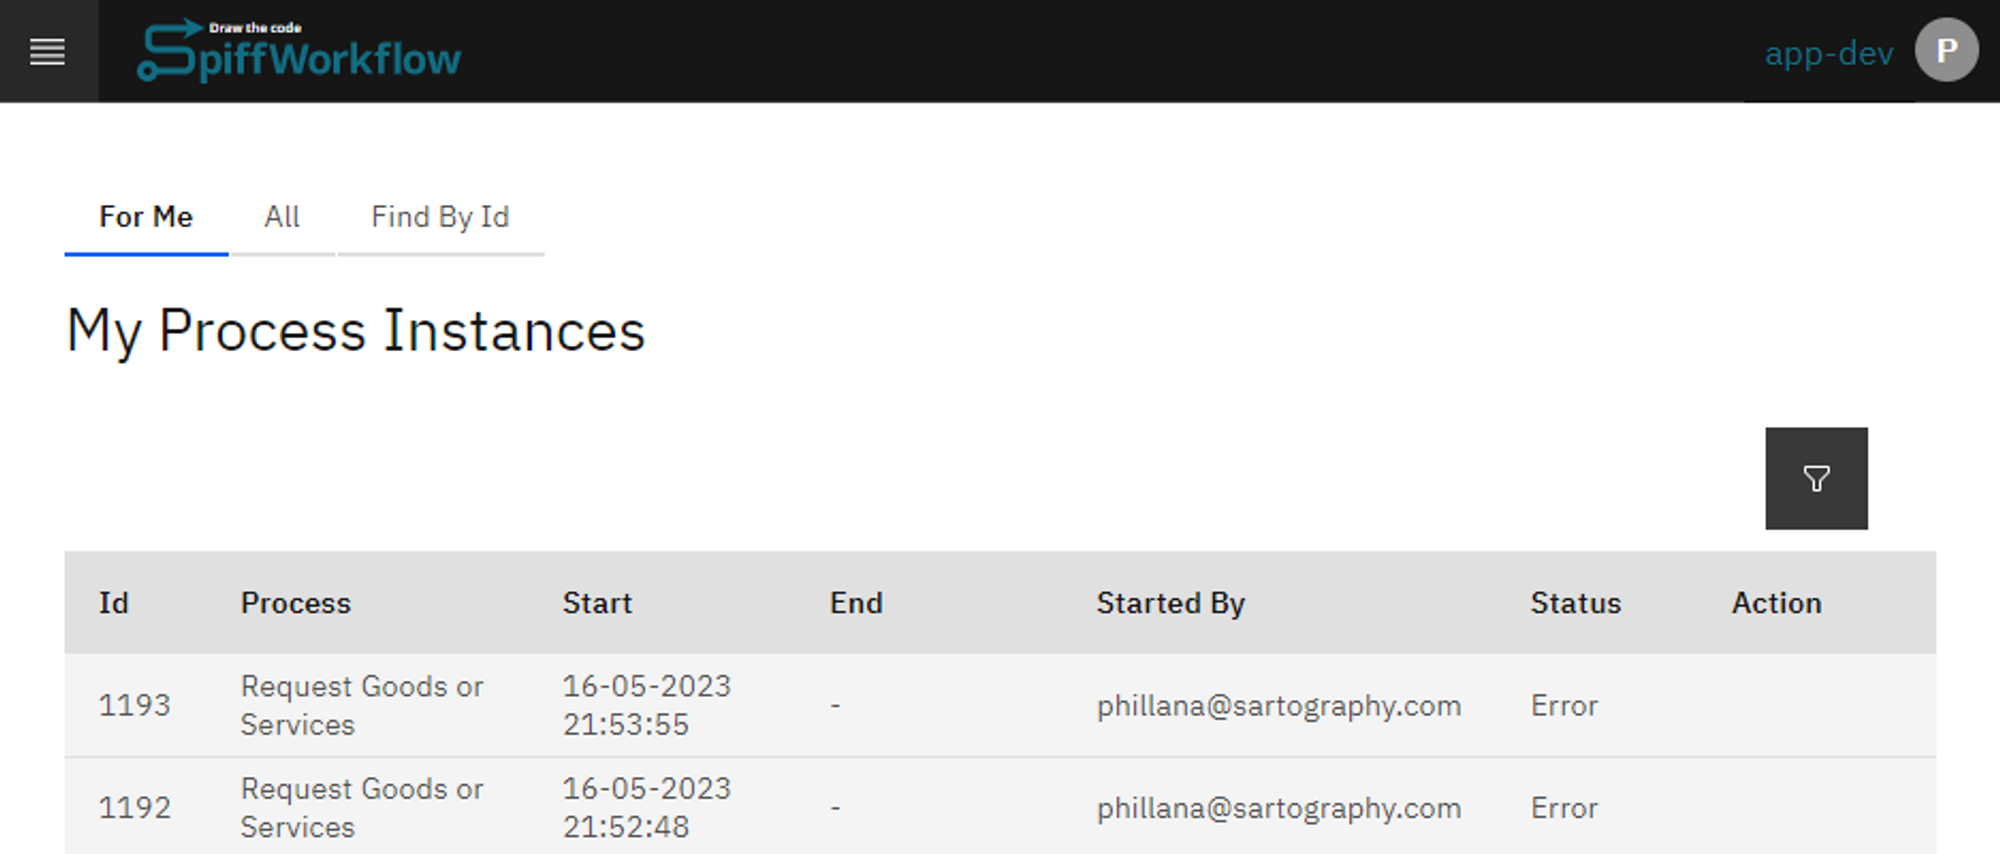 Draw the code
SpiffWorkflow
app-dev
P
For Me All Find By Id
My Process Instances
Id Process Start End Started By Status Action
1193 Request Goods or Services 16-05-2023 21:53:55 - phillana@sartography.com Error
1192 Request Goods or Services 16-05-2023 21:52:48 - phillana@sartography.com Error